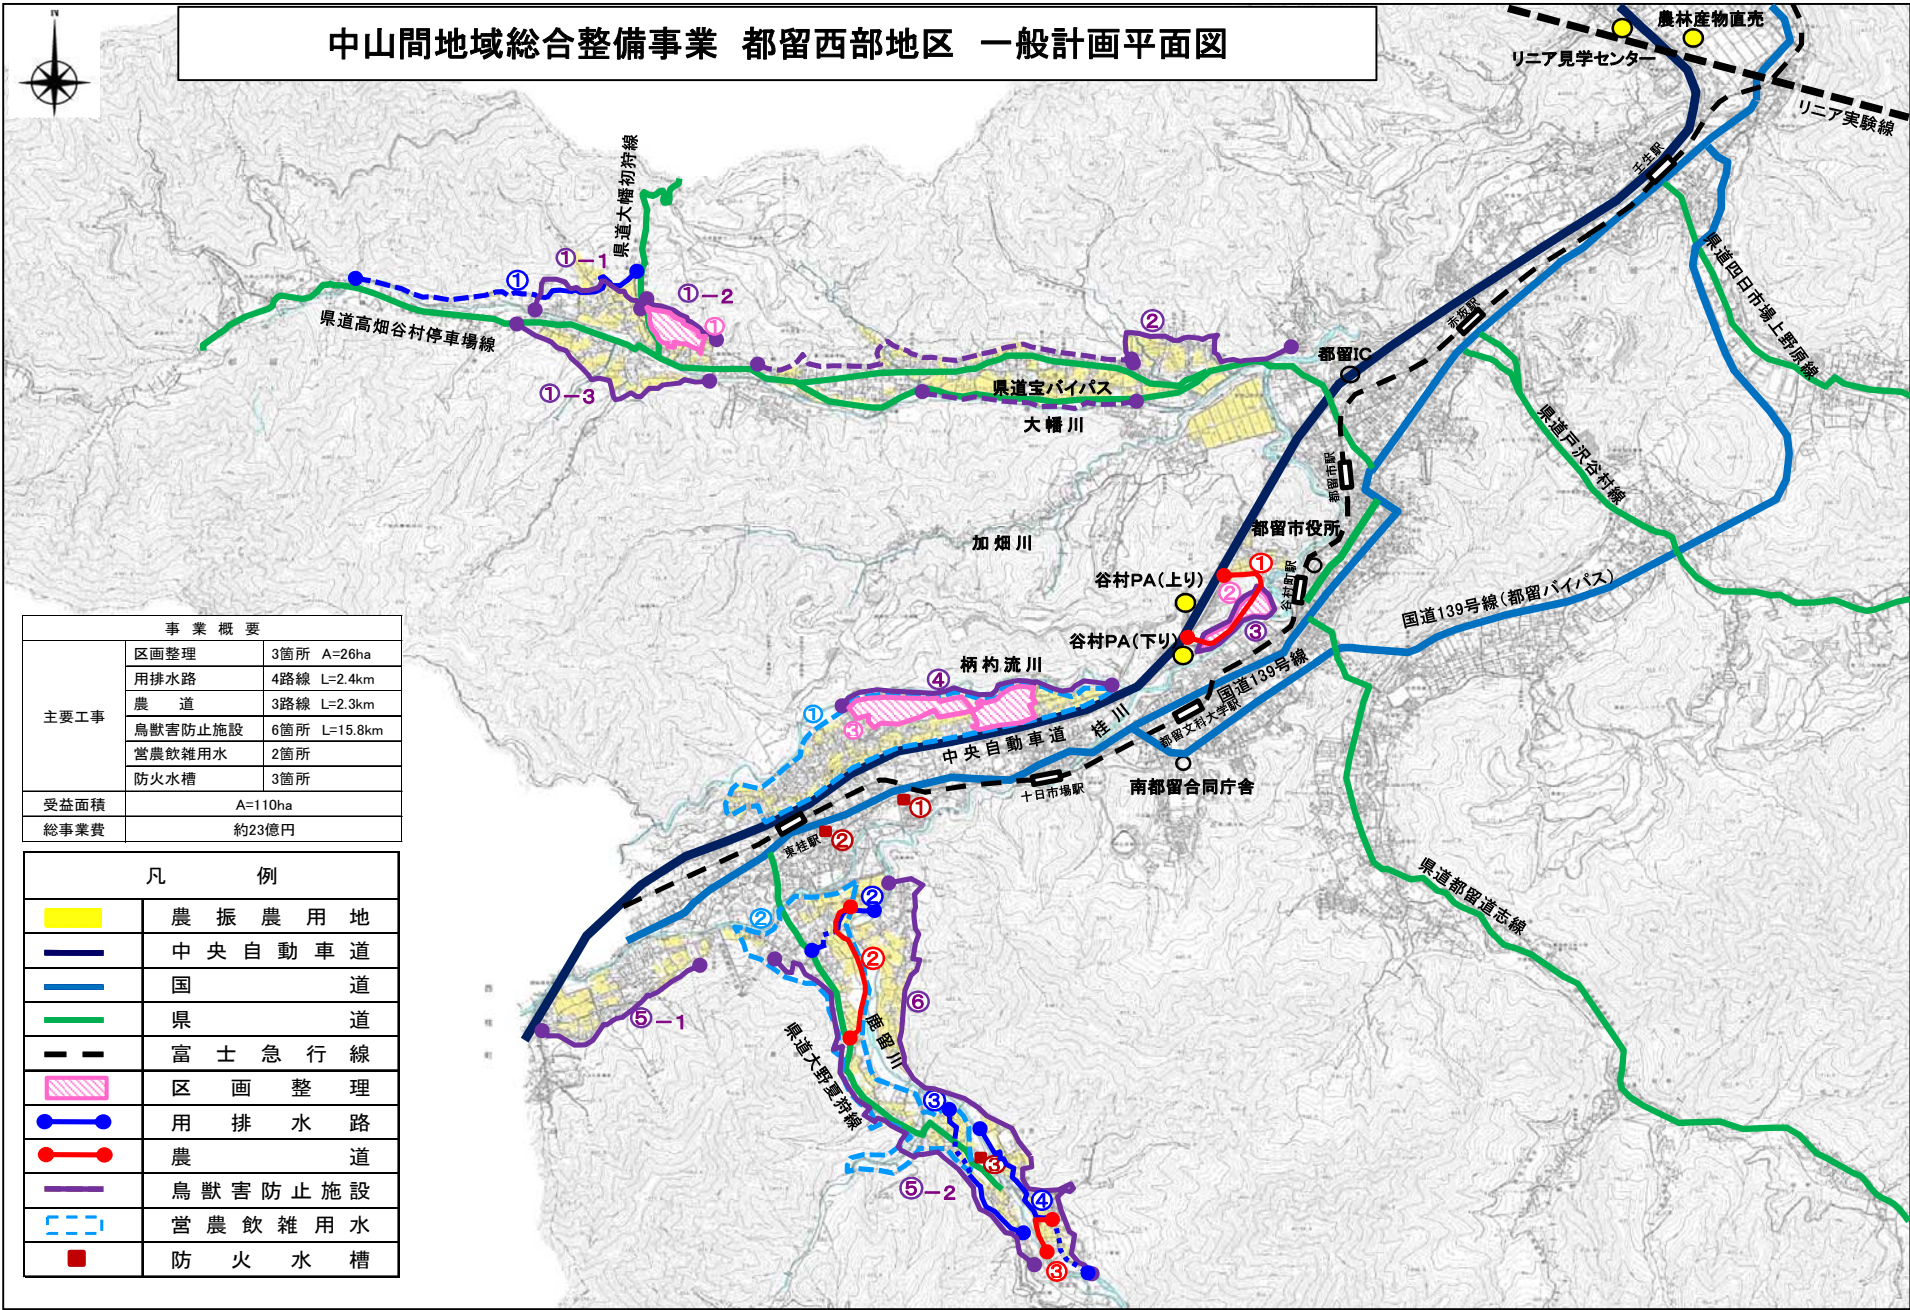 N
中山間地域総合整備事業 都留西部地区 一般計画平面図
農林産物直売
リニア見学センター
リニア実験線
壬生駅
県道大幡初狩線
県道四日市場上野原線
①－1
①
①－2
①
県道高畑谷村停車場線
①－3
②
赤坂駅
都留IC
県道宝バイパス
大幡川
県道戸沢谷村線
都留市駅
都留市役所
加畑川
①
谷村PA(上り)
②
谷村町駅
国道139号線(都留バイパス)
③
谷村PA(下り)
柄杓流川
国道139号線
④
①
③
桂川
都留文科大学駅
中央自動車道
南都留合同庁舎
十日市場駅
①
②
東桂駅
県道都留道志線
②
②
②
⑥
⑤－1
鹿留川
県道大野夏狩線
③
③
⑤－2
④
③
西
桂
町
事業概要
主要工事
区画整理 3箇所 A=26ha
用排水路 4路線 L=2.4km
農道 3路線 L=2.3km
鳥獣害防止施設 6箇所 L=15.8km
営農飲雑用水 2箇所
防火水槽 3箇所
受益面積 A=110ha
総事業費 約23億円
凡例
農振農用地
中央自動車道
国道
県道
富士急行線
区画整理
用排水路
農道
鳥獣害防止施設
営農飲雑用水
防火水槽